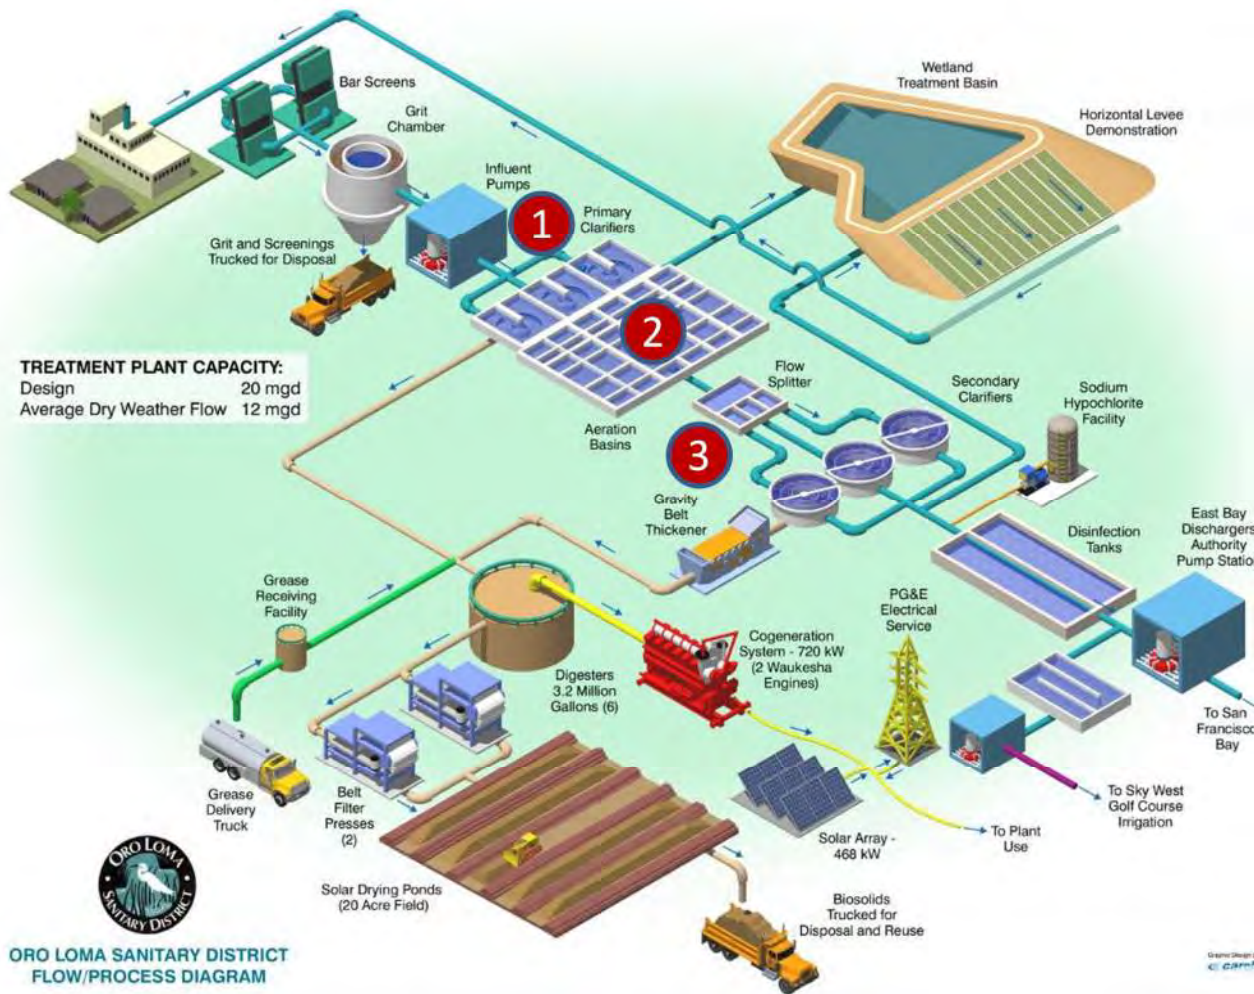 Bar Screens
Grit
Chamber
Influent
Pumps
1
Primary
Clarifiers
Wetland
Treatment Basin
Horizontal Levee
Demonstration
Grit and Screenings
Trucked for Disposal
2
TREATMENT PLANT CAPACITY:
Design 20 mgd
Average Dry Weather Flow 12 mgd
Aeration
Basins
Flow
Splitter
3
Secondary
Clarifiers
Sodium
Hypochlorite
Facility
Gravity
Belt
Thickener
Disinfection
Tanks
East Bay
Dischargers
Authority
Pump Station
Grease
Receiving
Facility
PG&E
Electrical
Service
Digesters
3.2 Million
Gallons (6)
Cogeneration
System - 720 kW
(2 Waukesha
Engines)
To San
Francisco
Bay
Grease
Delivery
Truck
Belt
Filter
Presses
(2)
Solar Array -
468 kW
To Plant
Use
To Sky West
Golf Course
Irrigation
Solar Drying Ponds
(20 Acre Field)
Biosolids
Trucked for
Disposal and Reuse
ORO LOMA
SANITARY DISTRICT
ORO LOMA SANITARY DISTRICT
FLOW/PROCESS DIAGRAM